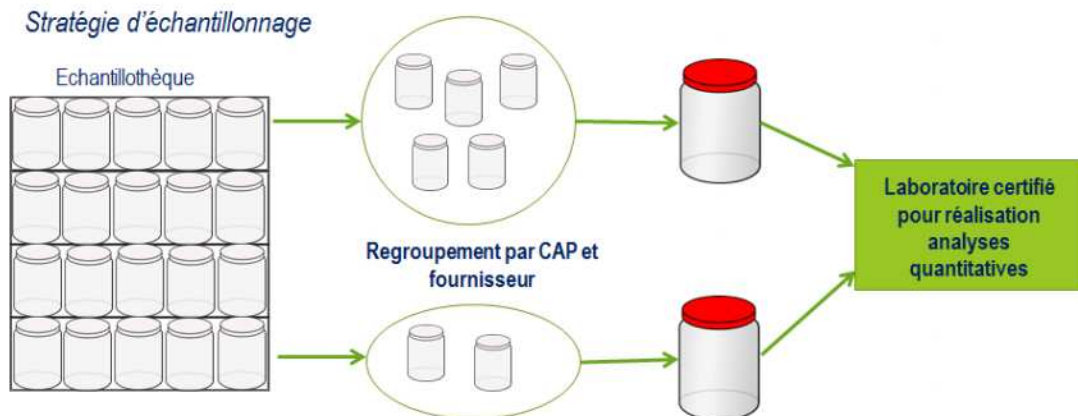 Stratégie d'échantillonnage
Echantillothèque
Regroupement par CAP et
fournisseur
Laboratoire certifié
pour réalisation
analyses
quantitatives